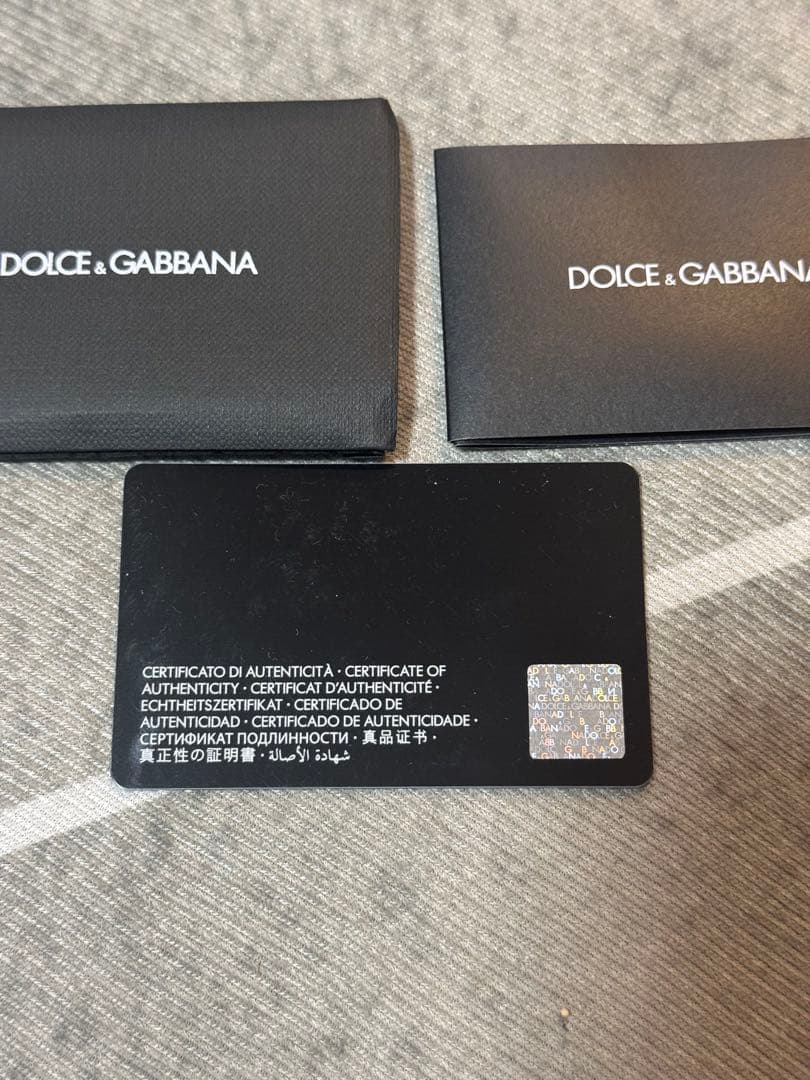 DOLCE & GABBANA
DOLCE & GABBANA
CERTIFICATO DI AUTENTICITÀ · CERTIFICATE OF
AUTHENTICITY · CERTIFICAT D'AUTHENTICITÉ ·
ECHTHEITSZERTIFIKAT · CERTIFICADO DE
AUTENTICIDAD · CERTIFICADO DE AUTENTICIDADE ·
СЕРТИФИКАТ ПОДЛИННОСТИ · 真品证书 ·
真正性の証明書 · شهادة الأصالة